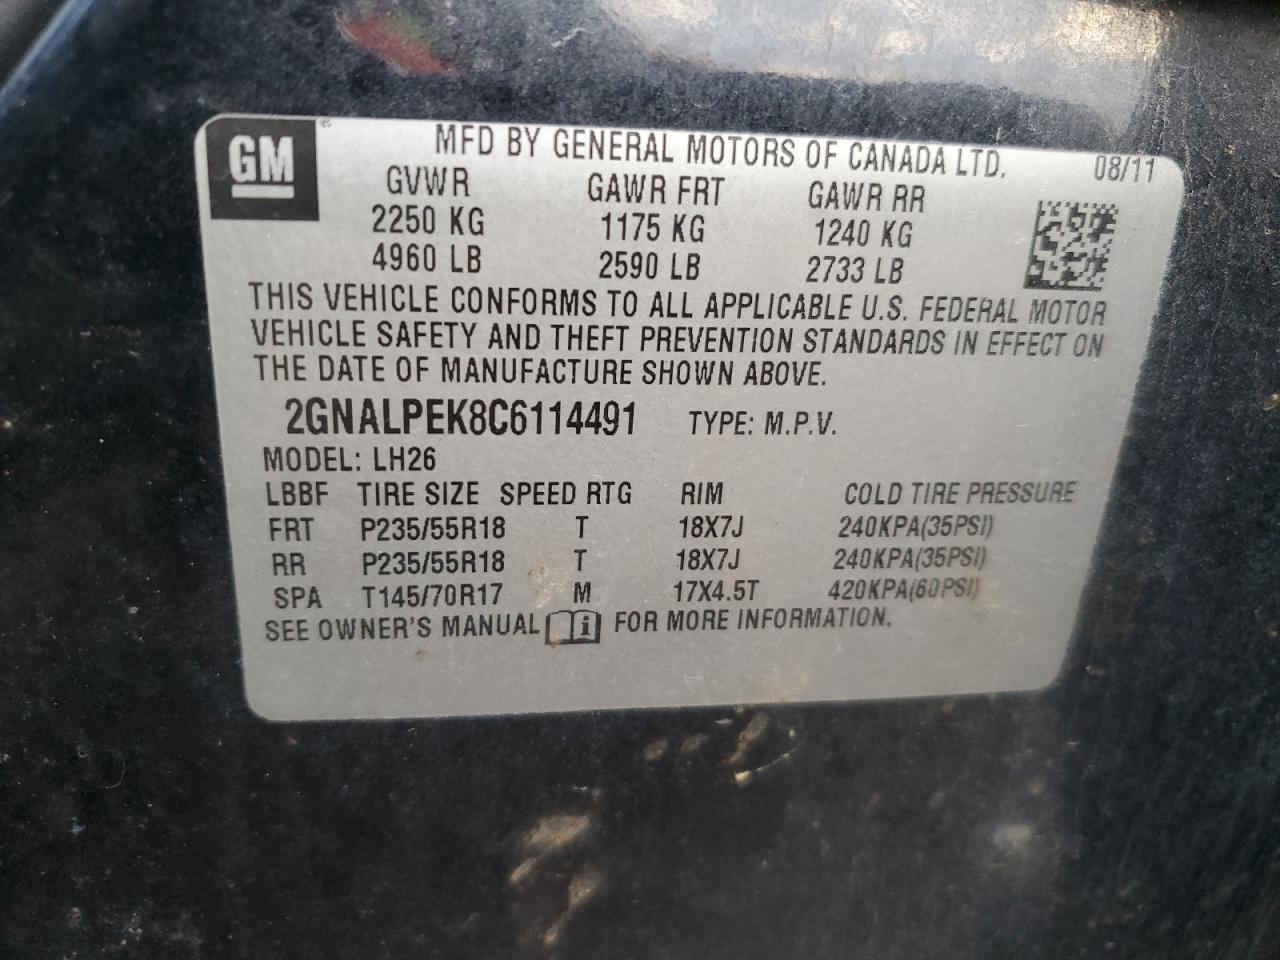 GM ® MFD BY GENERAL MOTORS OF CANADA LTD. 08/11
GVWR GAWR FRT GAWR RR
2250 KG 1175 KG 1240 KG
4960 LB 2590 LB 2733 LB
THIS VEHICLE CONFORMS TO ALL APPLICABLE U.S. FEDERAL MOTOR
VEHICLE SAFETY AND THEFT PREVENTION STANDARDS IN EFFECT ON
THE DATE OF MANUFACTURE SHOWN ABOVE.
2GNALPEK8C6114491 TYPE: M.P.V.
MODEL: LH26
LBBF TIRE SIZE SPEED RTG RIM COLD TIRE PRESSURE
FRT P235/55R18 T 18X7J 240KPA(35PSI)
RR P235/55R18 T 18X7J 240KPA(35PSI)
SPA T145/70R17 M 17X4.5T 420KPA(60PSI)
SEE OWNER'S MANUAL i FOR MORE INFORMATION.